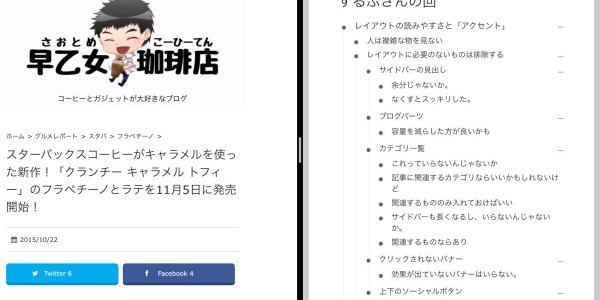 さおとめ こーひーてん
早乙女 珈琲店
コーヒーとガジェットが大好きなブログ
ホーム > グルメレポート > スタバ > フラペチーノ >
スターバックスコーヒーがキャラメルを使っ
た新作！「クランチー キャラメル トフィ
ー」のフラペチーノとラテを11月5日に発売
開始！
2015/10/22
Twitter 6
Facebook 4
するぷさんの回
レイアウトの読みやすさと「アクセント」
人は複雑な物を見ない
レイアウトに必要のないものは排除する
サイドバーの見出し
余分じゃないか。
なくすとスッキリした。
ブログパーツ
容量を減らした方が良いかも
カテゴリ一覧
これっていらないんじゃないか
記事に関連するカテゴリならいいかもしれないけ
ど
関連するもののみ入れておけばいい
サイドバーも長くなるし、いらないんじゃない
か。
関連するものならあり
クリックされないバナー
効果が出ていないバナーはいらない。
上下のソーシャルボタン